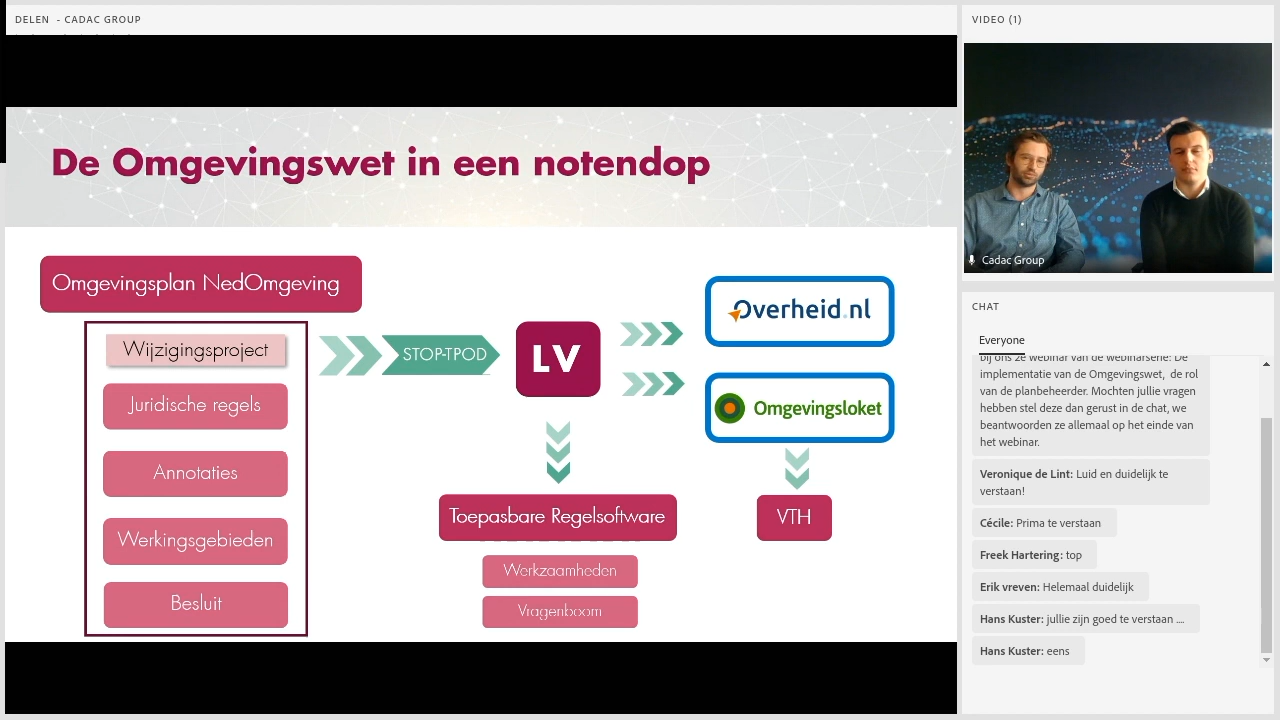 DELEN - CADAC GROUP
De Omgevingswet in een notendop
Omgevingsplan NedOmgeving
Wijzigingsproject
Juridische regels
Annotaties
Werkingsgebieden
Besluit
STOP-TPOD
LV
Overheid.nl
Omgevingsloket
Toepasbare Regelsoftware
Werkzaamheden
Vragenboom
VTH
VIDEO (1)
Cadac Group
CHAT
Everyone
bij ons 2e webinar van de webinarserie: De
implementatie van de Omgevingswet, de rol
van de planbeheerder. Mochten jullie vragen
hebben stel deze dan gerust in de chat, we
beantwoorden ze allemaal op het einde van
het webinar.
Veronique de Lint: Luid en duidelijk te
verstaan!
Cécile: Prima te verstaan
Freek Hartering: top
Erik vreven: Helemaal duidelijk
Hans Kuster: jullie zijn goed te verstaan ....
Hans Kuster: eens